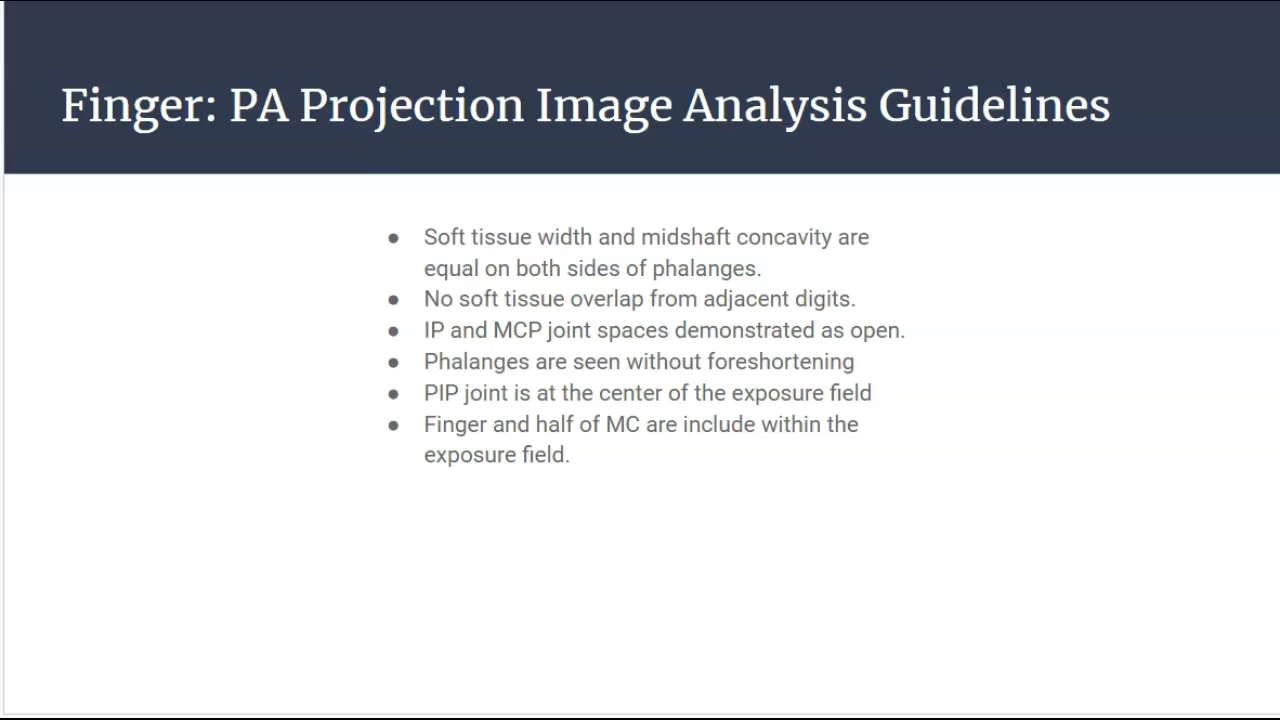 Finger: PA Projection Image Analysis Guidelines
● Soft tissue width and midshaft concavity are
equal on both sides of phalanges.
● No soft tissue overlap from adjacent digits.
● IP and MCP joint spaces demonstrated as open.
● Phalanges are seen without foreshortening
● PIP joint is at the center of the exposure field
● Finger and half of MC are include within the
exposure field.